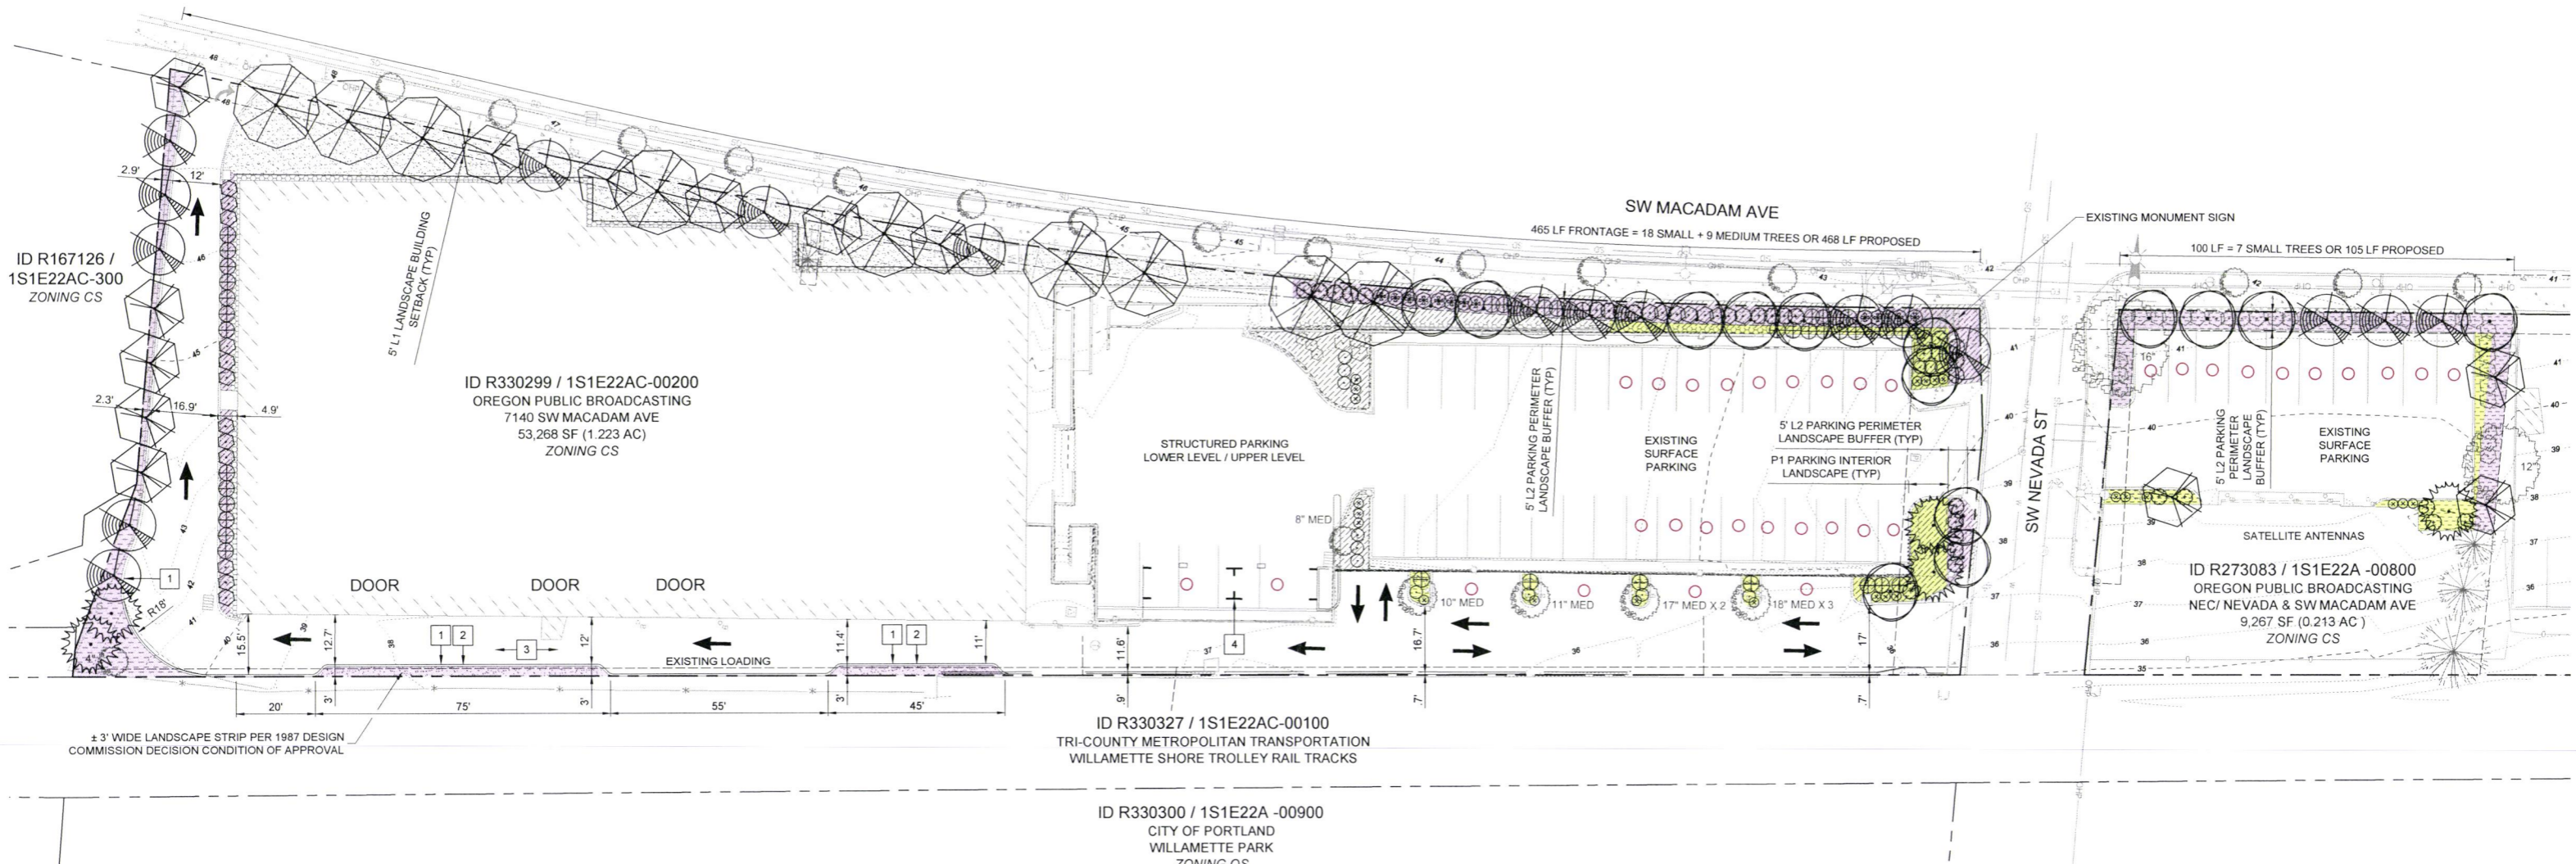 SW MACADAM AVE
465 LF FRONTAGE = 18 SMALL + 9 MEDIUM TREES OR 468 LF PROPOSED
EXISTING MONUMENT SIGN
100 LF = 7 SMALL TREES OR 105 LF PROPOSED
ID R167126 /
1S1E22AC-300
ZONING CS
2.9'
12'
5' L1 LANDSCAPE BUILDING
SETBACK (TYP)
ID R330299 / 1S1E22AC-00200
OREGON PUBLIC BROADCASTING
7140 SW MACADAM AVE
53,268 SF (1.223 AC)
ZONING CS
2.3'
16.9'
4.9'
STRUCTURED PARKING
LOWER LEVEL / UPPER LEVEL
5' L2 PARKING PERIMETER
LANDSCAPE BUFFER (TYP)
EXISTING
SURFACE
PARKING
5' L2 PARKING PERIMETER
LANDSCAPE BUFFER (TYP)
P1 PARKING INTERIOR
LANDSCAPE (TYP)
SW NEVADA ST
16"
5' L2 PARKING
PERIMETER
LANDSCAPE
BUFFER (TYP)
EXISTING
SURFACE
PARKING
12"
SATELLITE ANTENNAS
ID R273083 / 1S1E22A -00800
OREGON PUBLIC BROADCASTING
NEC/ NEVADA & SW MACADAM AVE
9,267 SF (0.213 AC )
ZONING CS
8" MED
10" MED
11" MED
17" MED X 2
18" MED X 3
1
R18'
DOOR
DOOR
DOOR
15.5'
12.7'
1 2
3
12'
EXISTING LOADING
11.4'
1 2
11'
11.6'
4
16.7'
17'
3'
3'
3'
.9'
.7'
.7'
20'
75'
55'
45'
± 3' WIDE LANDSCAPE STRIP PER 1987 DESIGN
COMMISSION DECISION CONDITION OF APPROVAL
ID R330327 / 1S1E22AC-00100
TRI-COUNTY METROPOLITAN TRANSPORTATION
WILLAMETTE SHORE TROLLEY RAIL TRACKS
ID R330300 / 1S1E22A -00900
CITY OF PORTLAND
WILLAMETTE PARK
ZONING OS